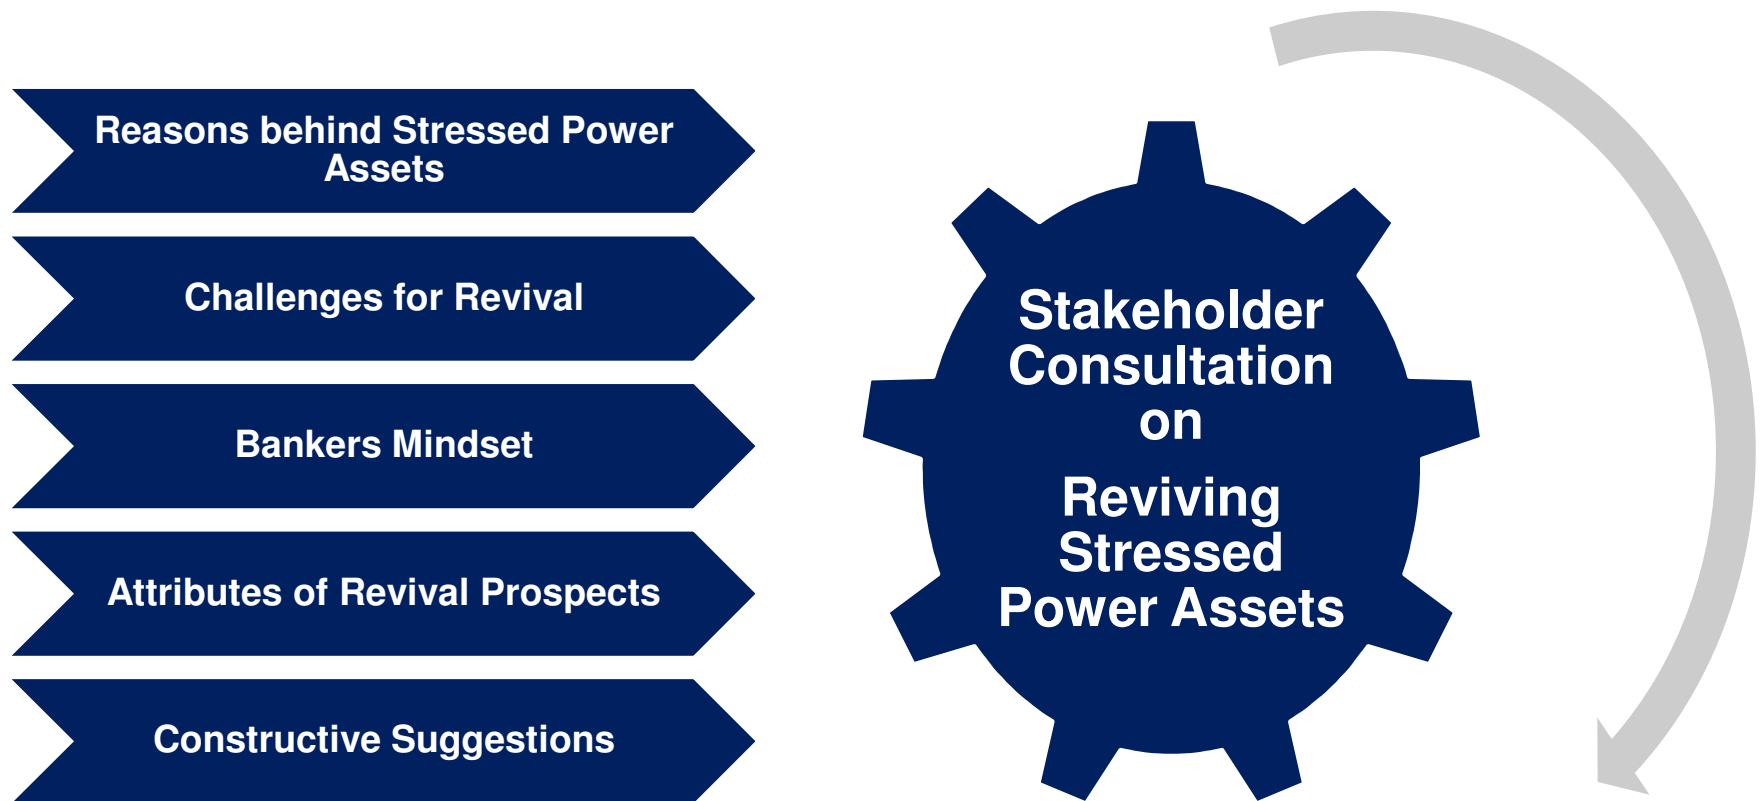 Reasons behind Stressed Power
Assets
Challenges for Revival
Bankers Mindset
Attributes of Revival Prospects
Constructive Suggestions
Stakeholder
Consultation
on
Reviving
Stressed
Power Assets